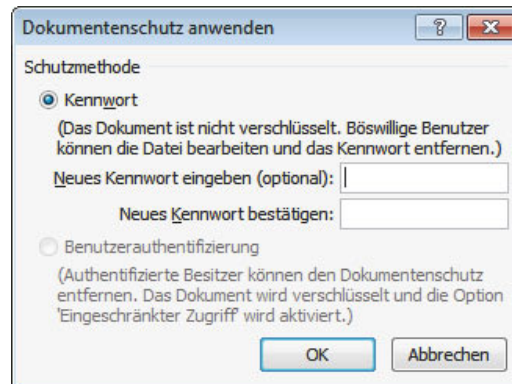 Dokumentenschutz anwenden
Schutzmethode
Kennwort
(Das Dokument ist nicht verschlüsselt. Böswillige Benutzer
können die Datei bearbeiten und das Kennwort entfernen.)
Neues Kennwort eingeben (optional):
Neues Kennwort bestätigen:
Benutzerauthentifizierung
(Authentifizierte Besitzer können den Dokumentenschutz
entfernen. Das Dokument wird verschlüsselt und die Option
'Eingeschränkter Zugriff' wird aktiviert.)
OK Abbrechen